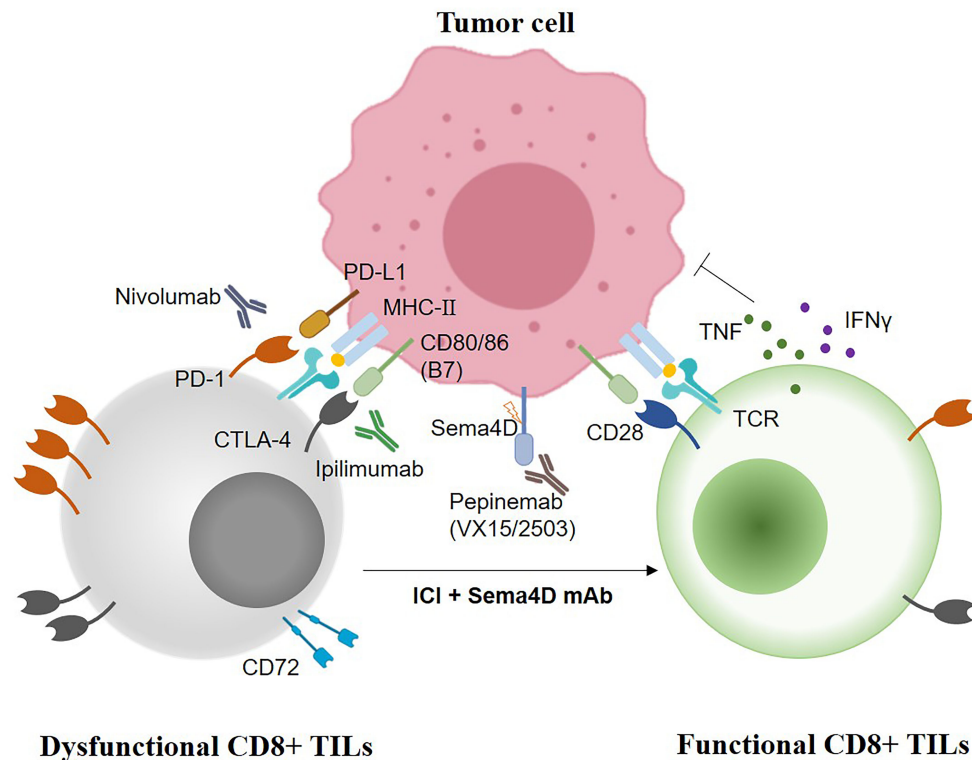 Tumor cell
PD-L1
Nivolumab
MHC-II
CD80/86
(B7)
PD-1
CTLA-4
Ipilimumab
Sema4D
Pepinemab
(VX15/2503)
CD28
TCR
TNF
IFNγ
ICI + Sema4D mAb
CD72
Dysfunctional CD8+ TILs
Functional CD8+ TILs